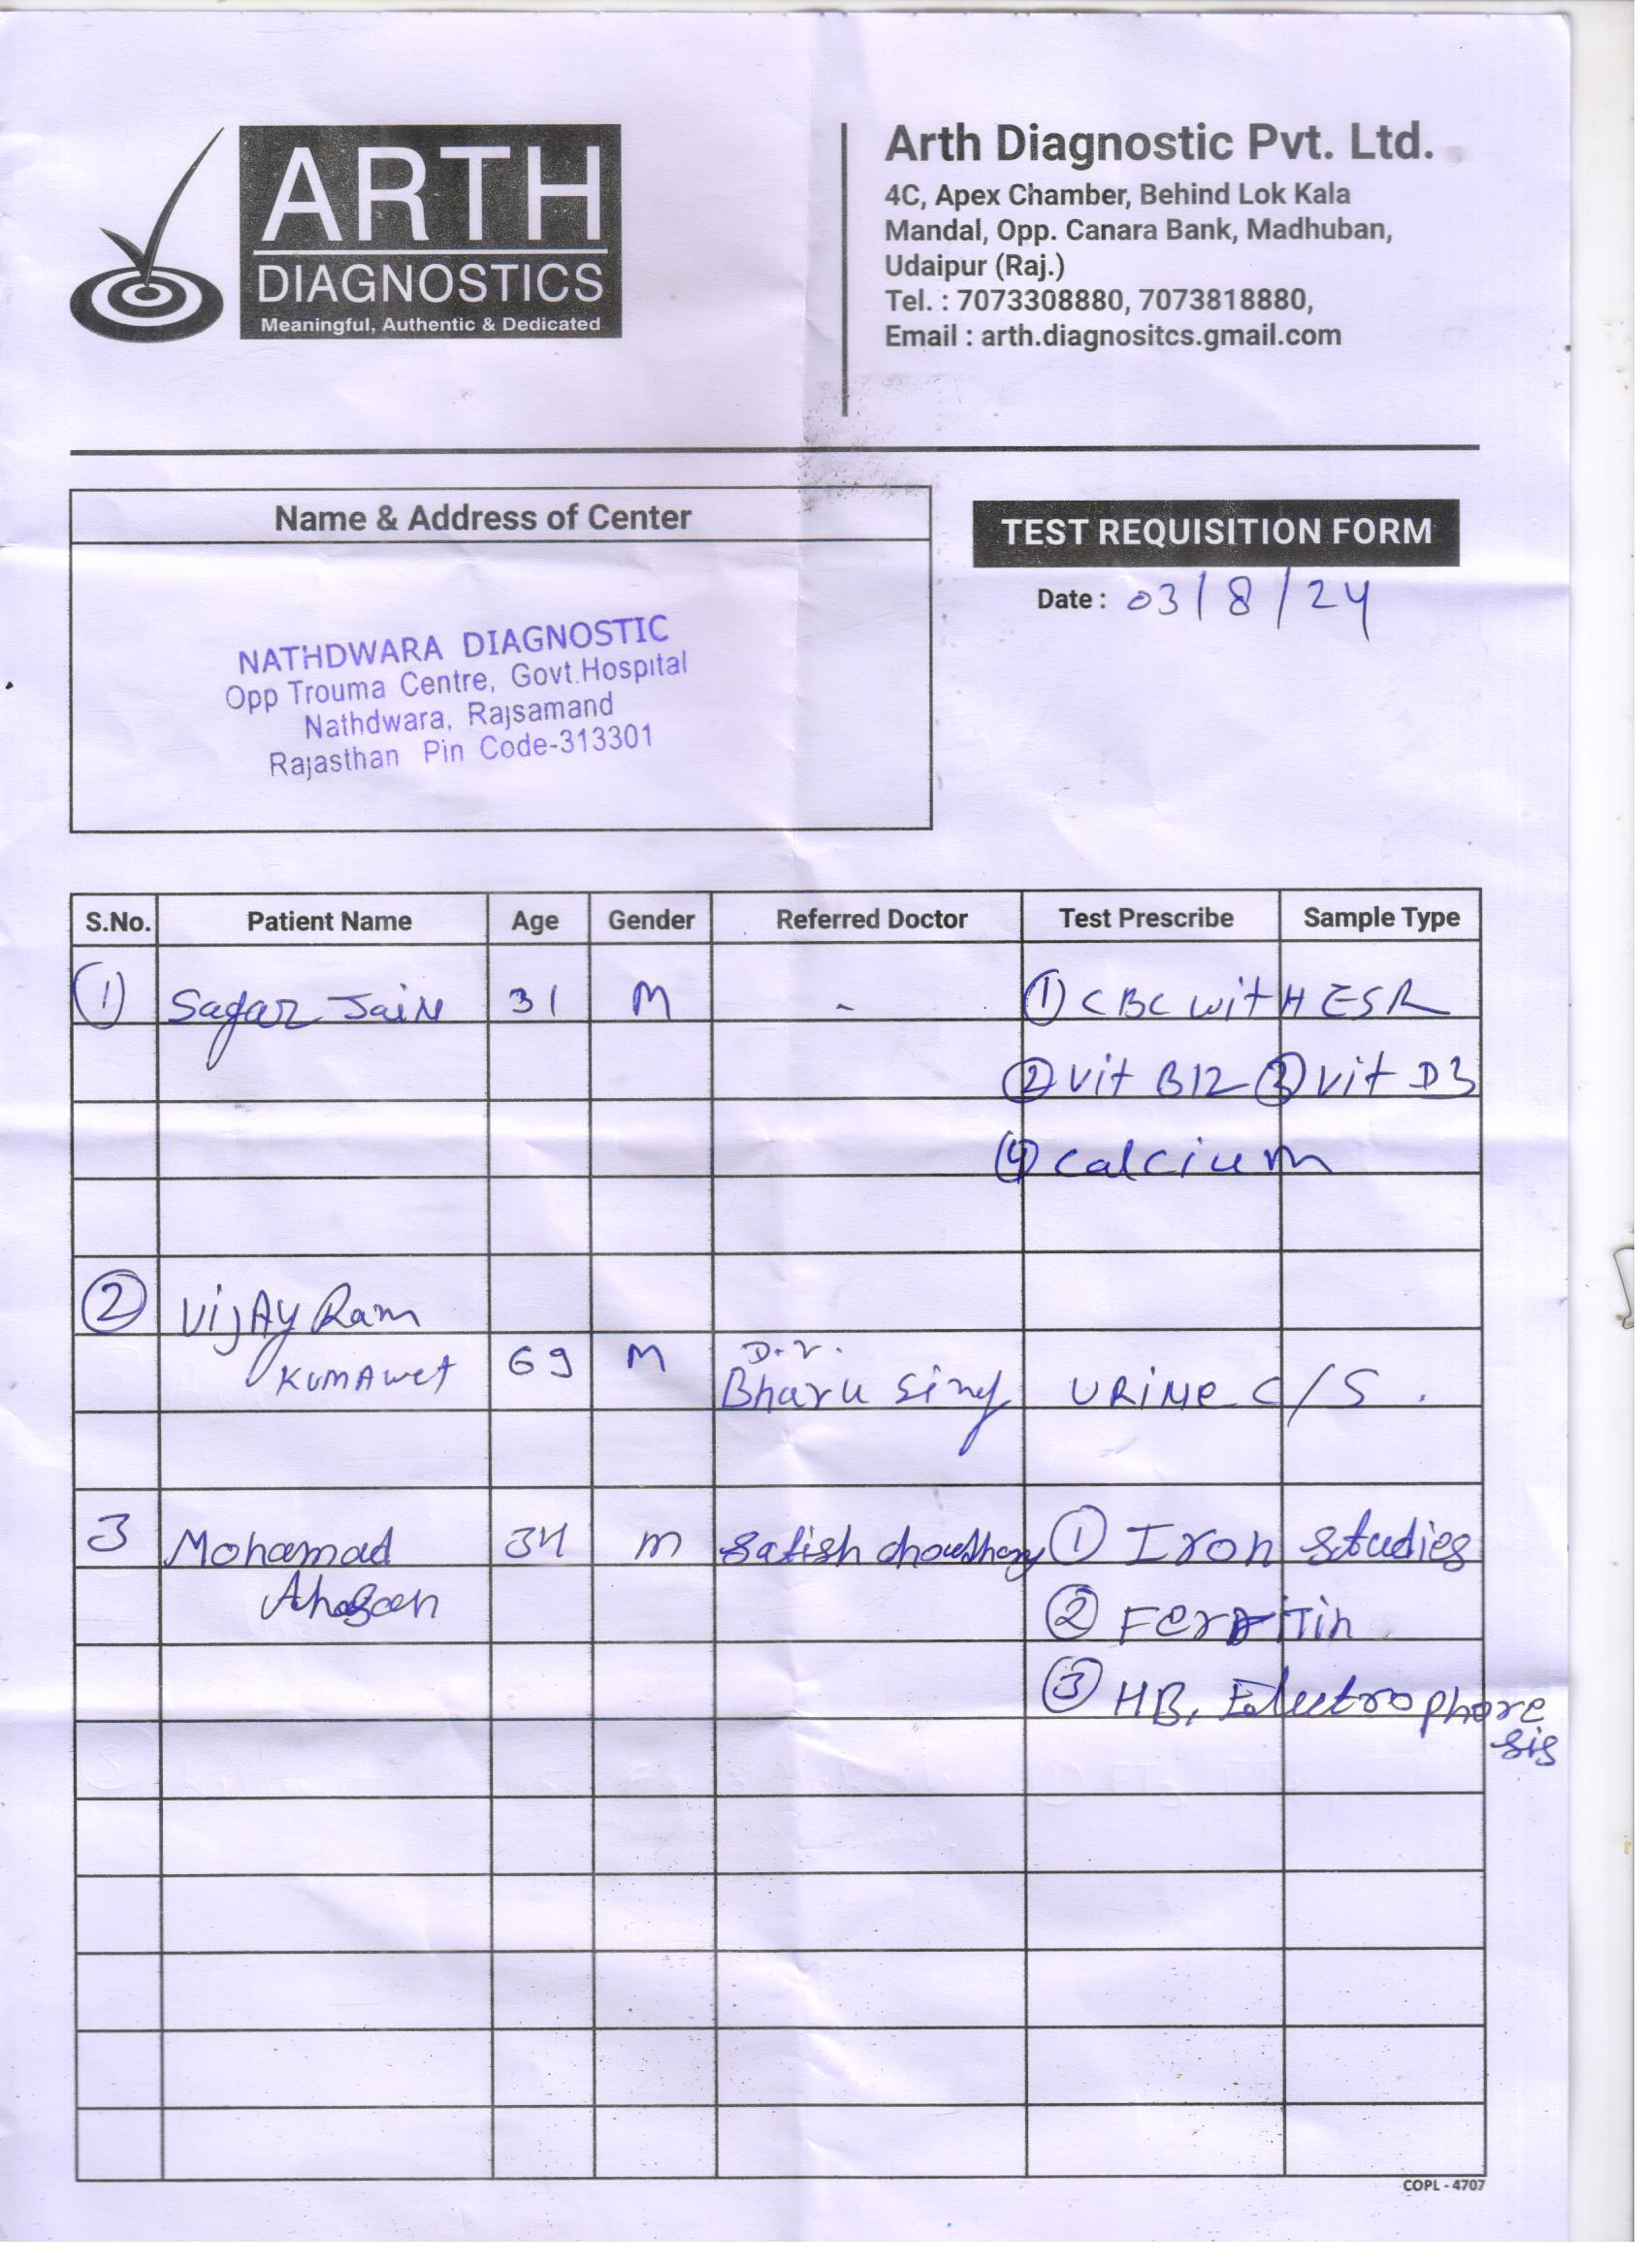 ARTH
DIAGNOSTICS
Meaningful, Authentic & Dedicated
Arth Diagnostic Pvt. Ltd.
4C, Apex Chamber, Behind Lok Kala
Mandal, Opp. Canara Bank, Madhuban,
Udaipur (Raj.)
Tel. : 7073308880, 7073818880,
Email : arth.diagnositcs.gmail.com
Name & Address of Center
NATHDWARA DIAGNOSTIC
Opp Trouma Centre, Govt.Hospital
Nathdwara, Rajsamand
Rajasthan Pin Code-313301
TEST REQUISITION FORM
Date : 03/8/24
S.No. Patient Name Age Gender Referred Doctor Test Prescribe Sample Type
1 Sagar Jain 31 M - 1 CBC with ESR
2 Vit B12 3 Vit D3
4 calcium
2 VijAy Ram
KUMAwet 69 M D.r. Bharu Sing URINe C/S .
3 Mohamad 34 m Satish choudhary 1 Iron studies
2 Ferritin
3 HB, Electrophore
sis
COPL - 4707